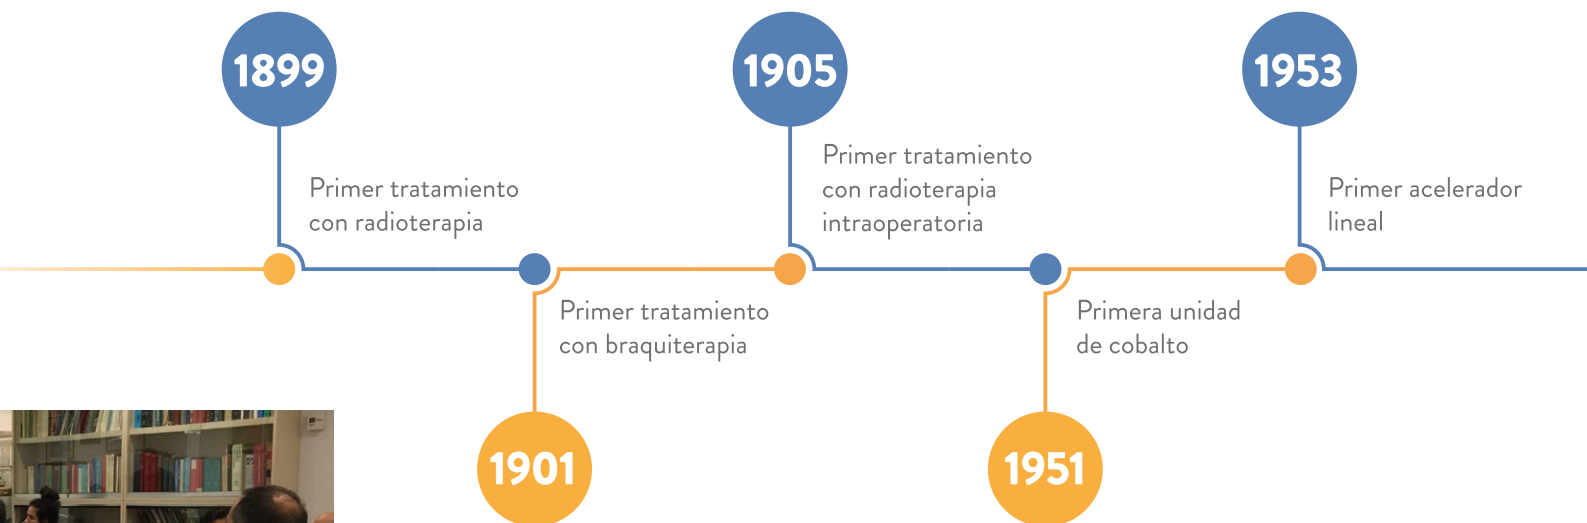 1899
Primer tratamiento
con radioterapia
1901
Primer tratamiento
con braquiterapia
1905
Primer tratamiento
con radioterapia
intraoperatoria
1951
Primera unidad
de cobalto
1953
Primer acelerador
lineal